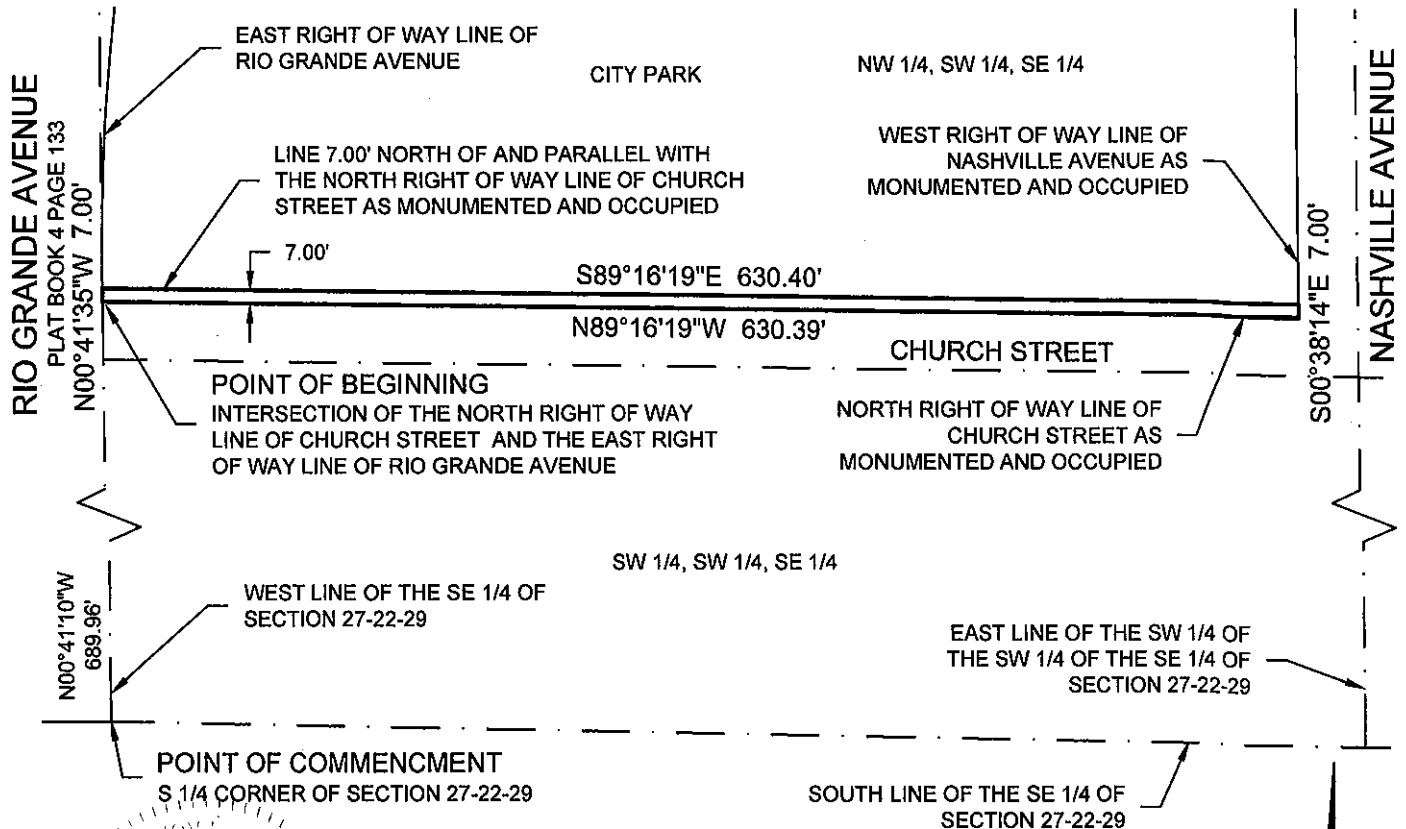 EAST RIGHT OF WAY LINE OF
RIO GRANDE AVENUE
CITY PARK
NW 1/4, SW 1/4, SE 1/4
RIO GRANDE AVENUE
PLAT BOOK 4 PAGE 133
N00°41'35"W 7.00'
LINE 7.00' NORTH OF AND PARALLEL WITH
THE NORTH RIGHT OF WAY LINE OF CHURCH
STREET AS MONUMENTED AND OCCUPIED
WEST RIGHT OF WAY LINE OF
NASHVILLE AVENUE AS
MONUMENTED AND OCCUPIED
NASHVILLE AVENUE
S00°38'14"E 7.00'
7.00'
S89°16'19"E 630.40'
N89°16'19"W 630.39'
CHURCH STREET
POINT OF BEGINNING
INTERSECTION OF THE NORTH RIGHT OF WAY
LINE OF CHURCH STREET AND THE EAST RIGHT
OF WAY LINE OF RIO GRANDE AVENUE
NORTH RIGHT OF WAY LINE OF
CHURCH STREET AS
MONUMENTED AND OCCUPIED
SW 1/4, SW 1/4, SE 1/4
N00°41'10"W
689.96'
WEST LINE OF THE SE 1/4 OF
SECTION 27-22-29
EAST LINE OF THE SW 1/4 OF
THE SW 1/4 OF THE SE 1/4 OF
SECTION 27-22-29
POINT OF COMMENCMENT
S 1/4 CORNER OF SECTION 27-22-29
SOUTH LINE OF THE SE 1/4 OF
SECTION 27-22-29